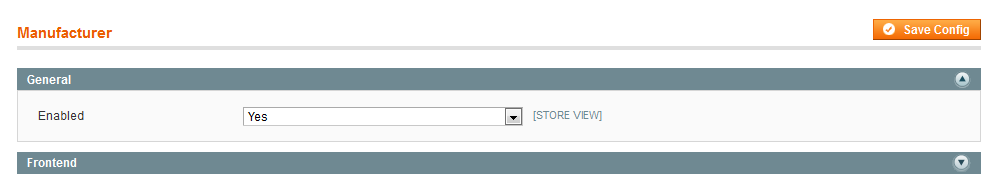 Manufacturer
Save Config
General
Enabled
Yes
[STORE VIEW]
Frontend